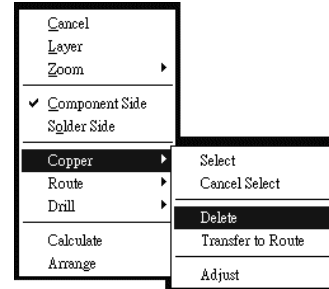 Cancel
Layer
Zoom
Component Side
Solder Side
Copper
Route
Drill
Calculate
Arrange
Select
Cancel Select
Delete
Transfer to Route
Adjust